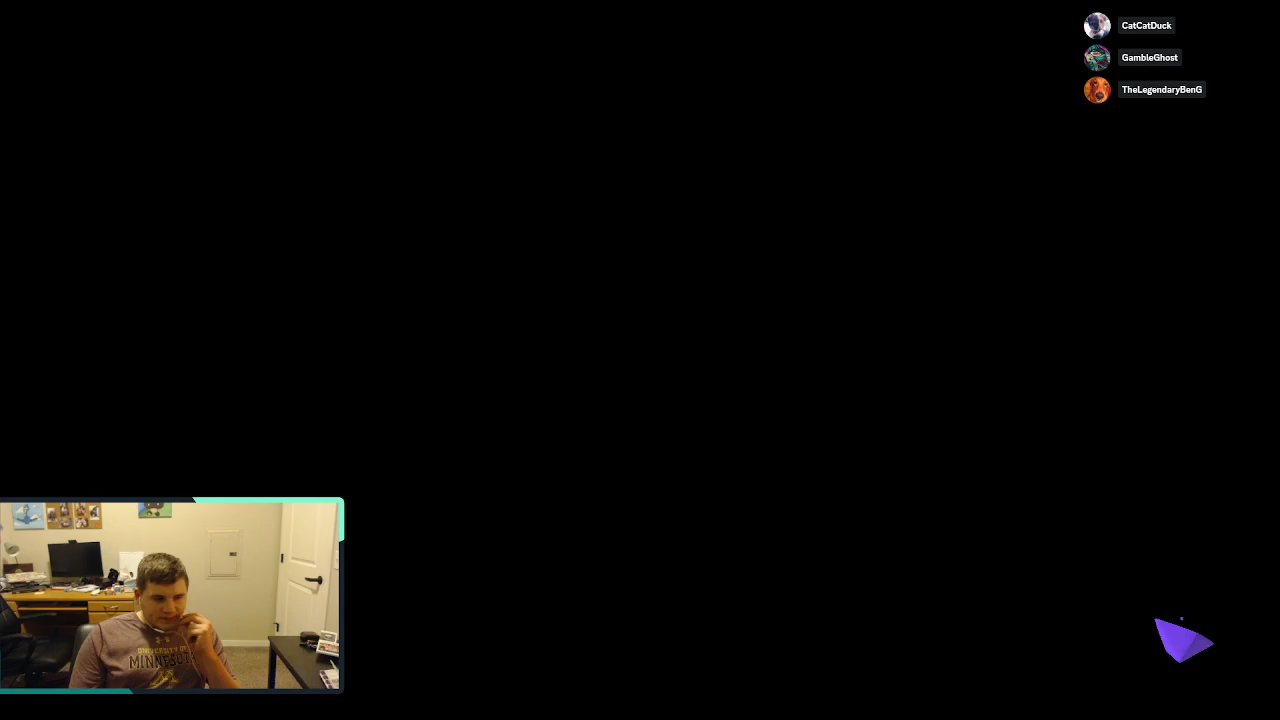 CatCatDuck
GambleGhost
TheLegendaryBenG
UNIVERSITY OF
MINNESOTA